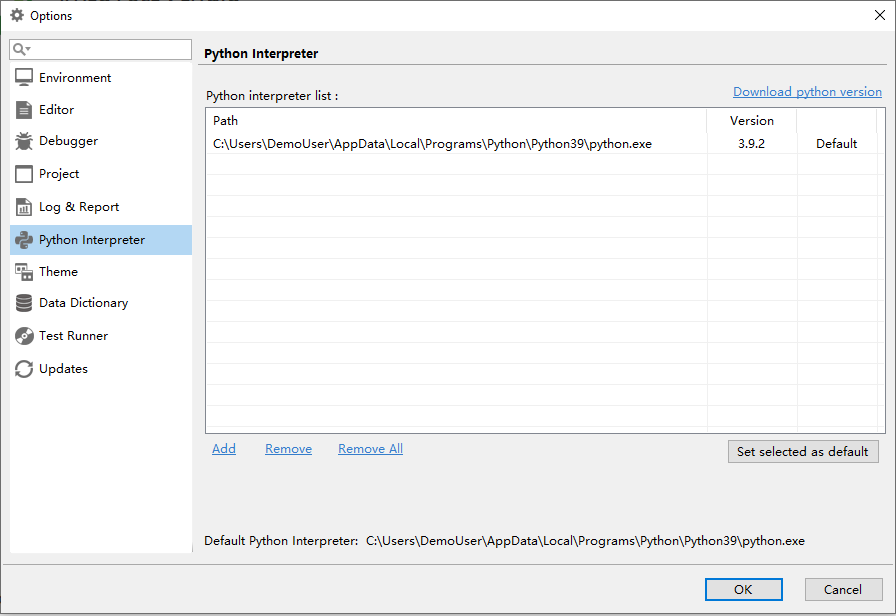 Options
Python Interpreter
Environment
Editor
Debugger
Project
Log & Report
Python Interpreter
Theme
Data Dictionary
Test Runner
Updates
Python interpreter list :
Download python version
Path Version
C:\Users\DemoUser\AppData\Local\Programs\Python\Python39\python.exe 3.9.2 Default
Add Remove Remove All
Set selected as default
Default Python Interpreter: C:\Users\DemoUser\AppData\Local\Programs\Python\Python39\python.exe
OK Cancel